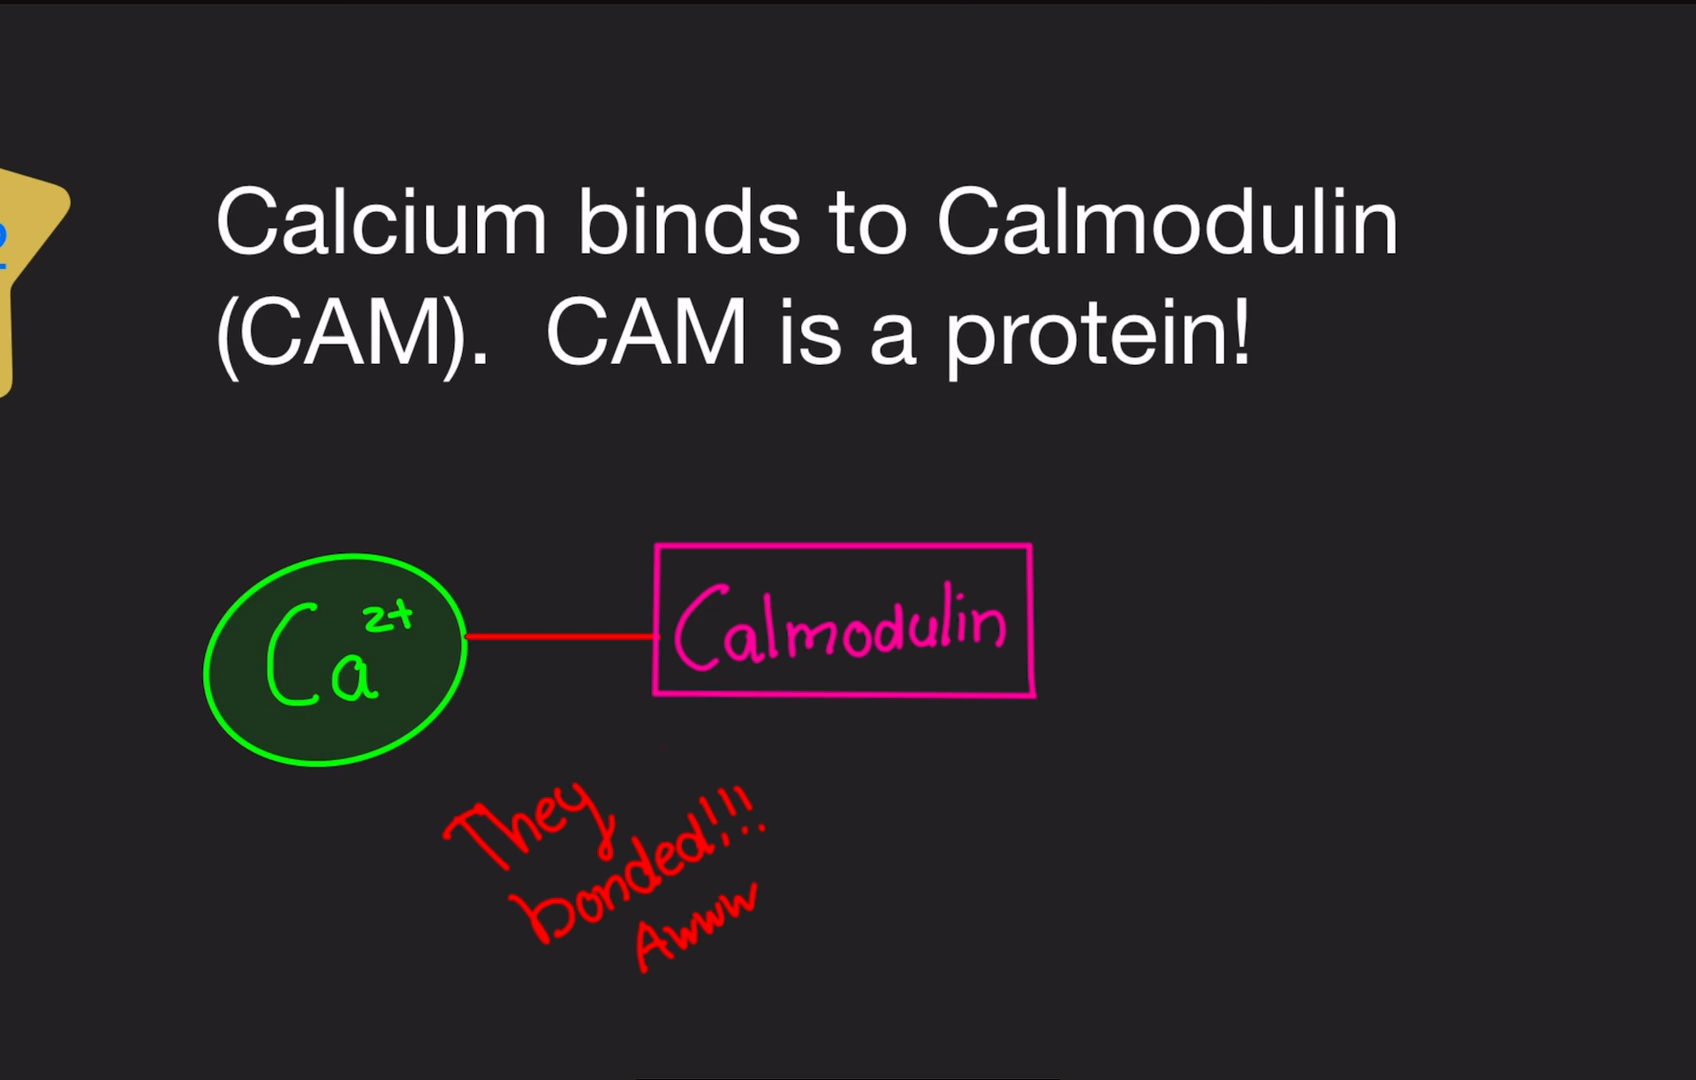 Calcium binds to Calmodulin
(CAM).  CAM is a protein!
Ca2+
Calmodulin
They
bonded!!!
Awww